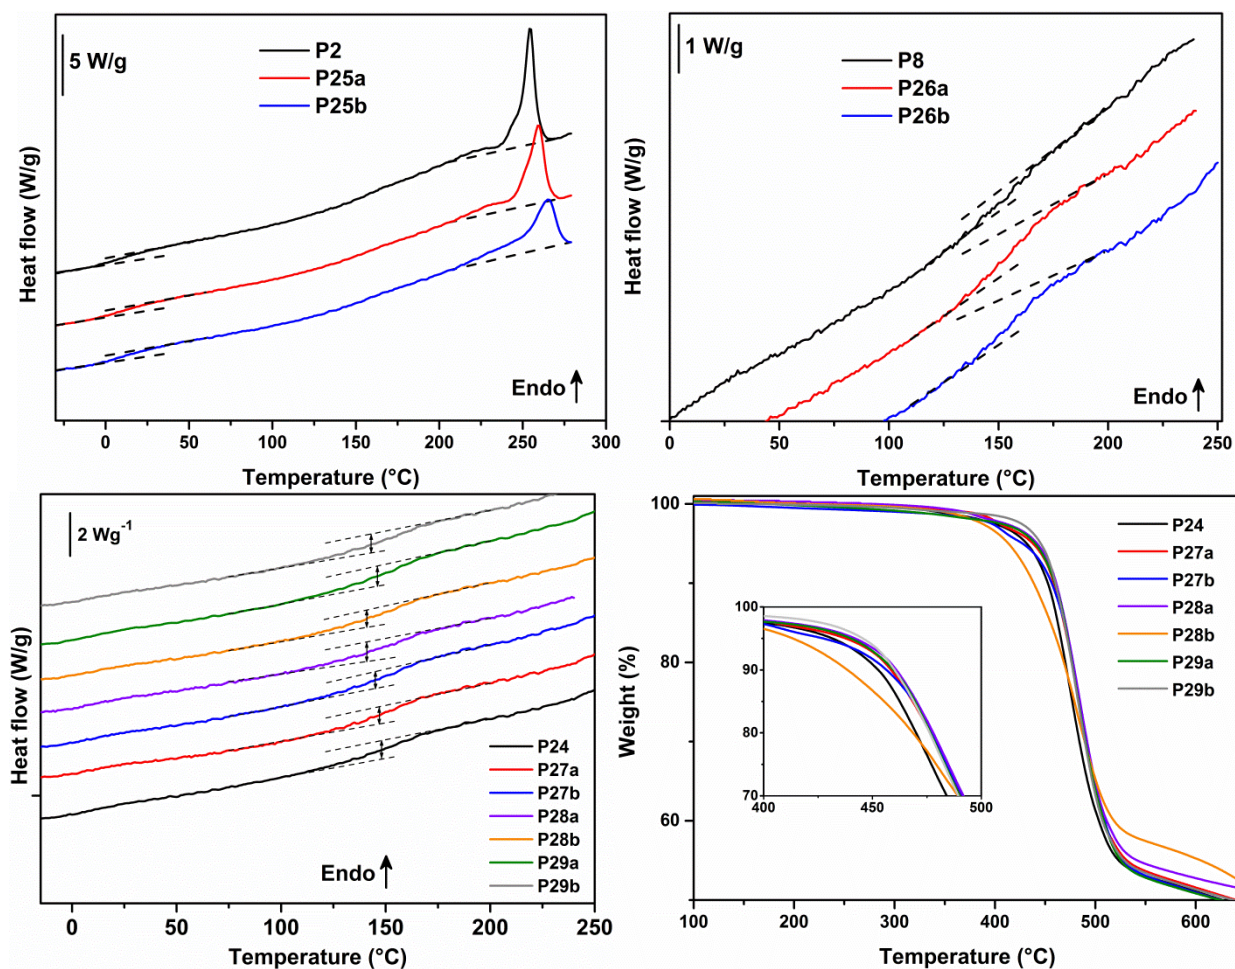 5 W/g
P2
P25a
P25b
Heat flow (W/g)
Endo
0
50
100
150
200
250
300
Temperature (°C)
1 W/g
P8
P26a
P26b
Heat flow (W/g)
Endo
0
50
100
150
200
250
Temperature (°C)
2 Wg⁻¹
Heat flow (W/g)
P24
P27a
P27b
P28a
P28b
P29a
P29b
Endo
0
50
100
150
200
250
Temperature (°C)
100
80
60
Weight (%)
P24
P27a
P27b
P28a
P28b
P29a
P29b
100
90
80
70
400
450
500
100
200
300
400
500
600
Temperature (°C)